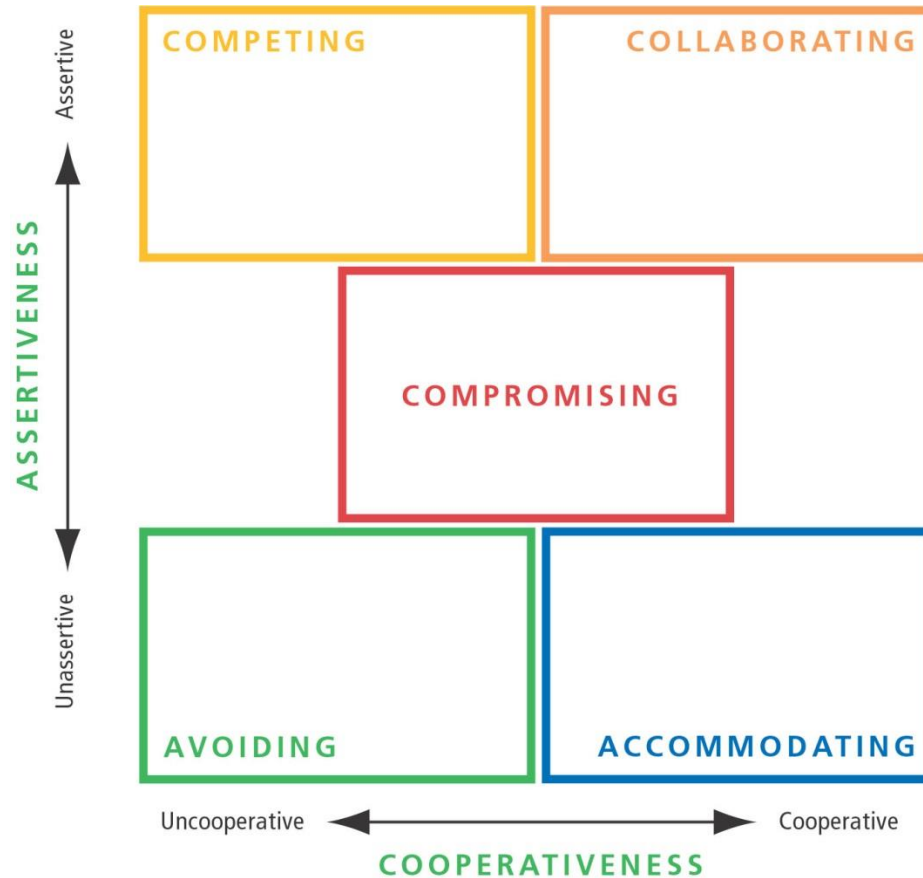 COMPETING
COLLABORATING
Assertive
ASSERTIVENESS
COMPROMISING
Unassertive
AVOIDING
ACCOMMODATING
Uncooperative
Cooperative
COOPERATIVENESS